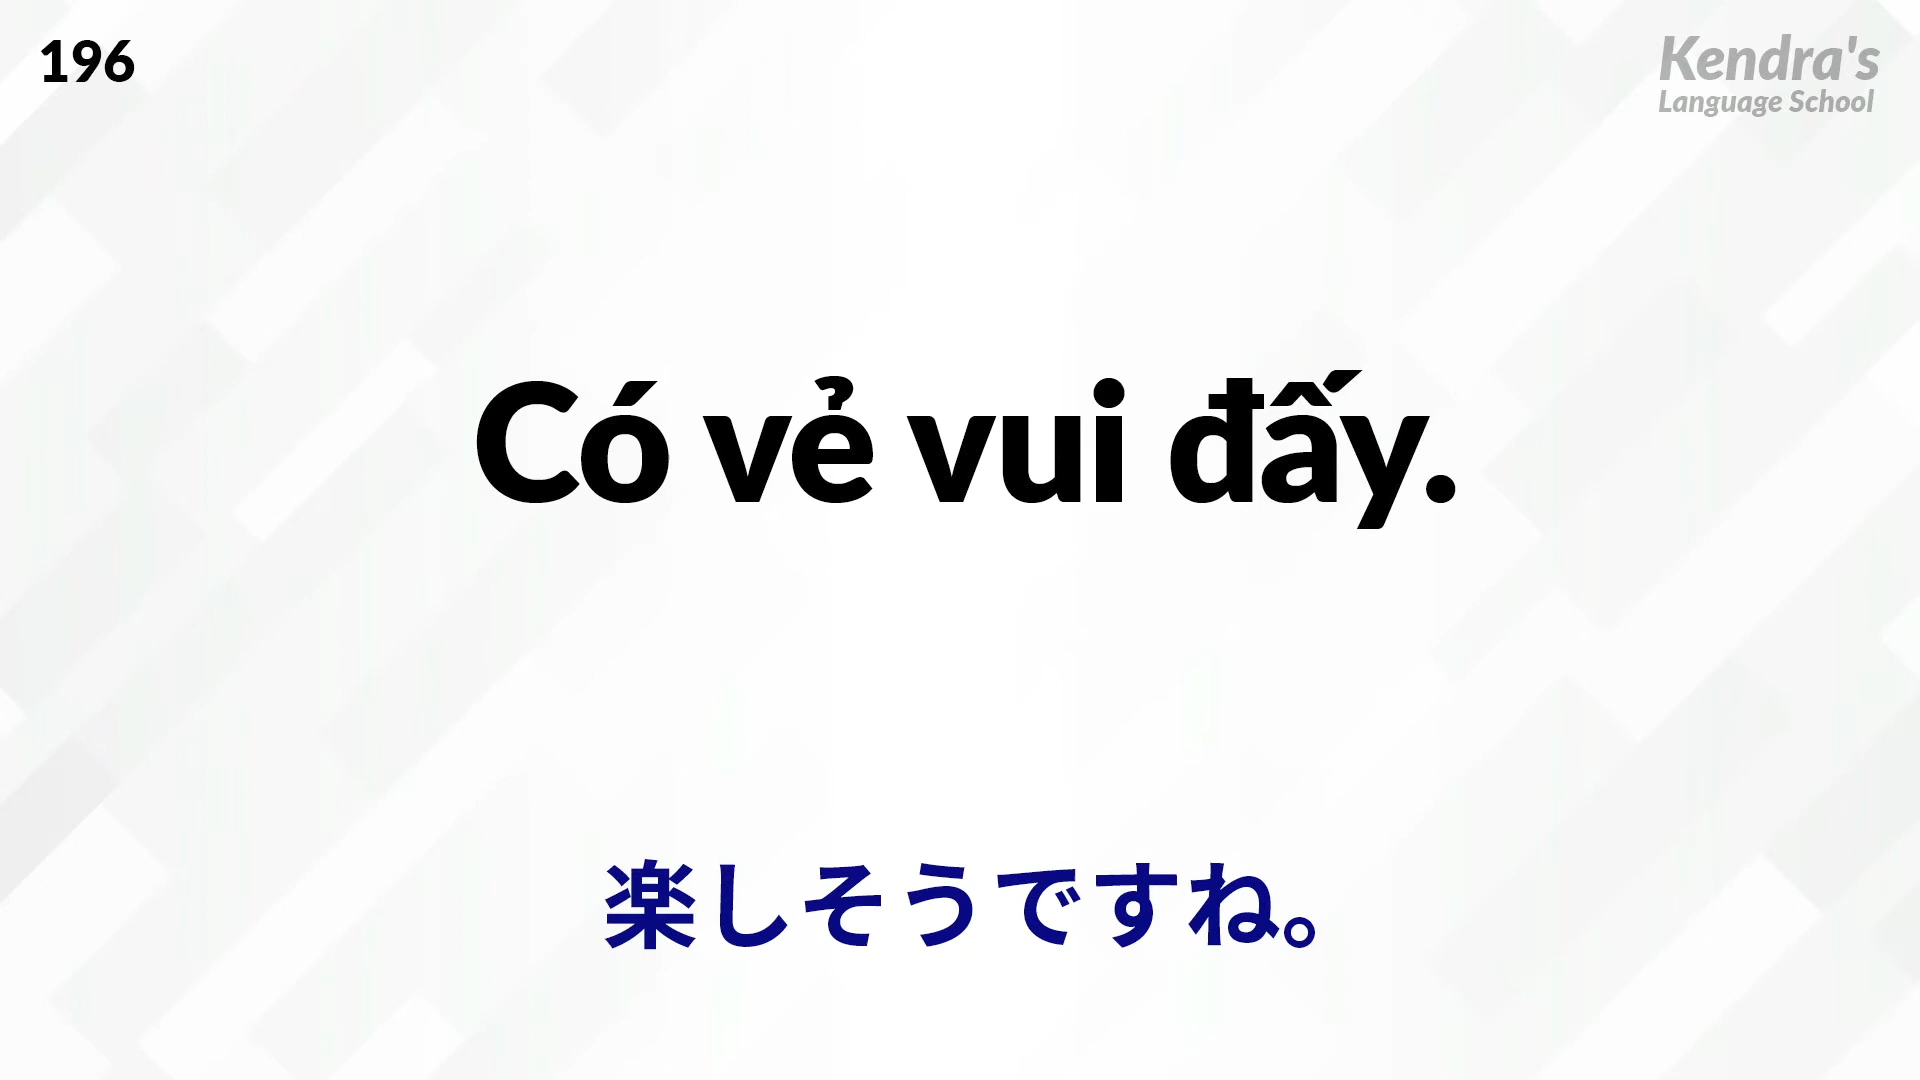 196
Kendra's
Language School
Có vẻ vui đấy.
楽しそうですね。